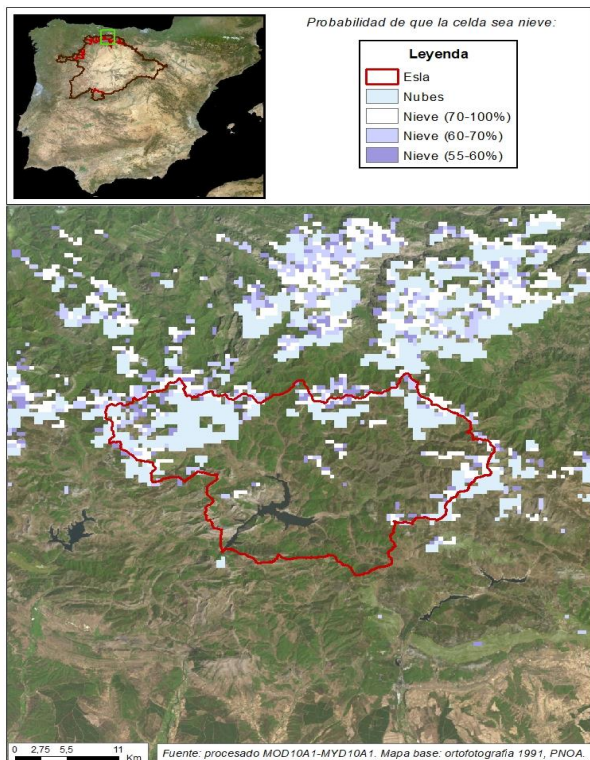 Probabilidad de que la celda sea nieve:
Leyenda
Esla
Nubes
Nieve (70-100%)
Nieve (60-70%)
Nieve (55-60%)
0 2,75 5,5 11
Km
Fuente: procesado MOD10A1-MYD10A1. Mapa base: ortofotografia 1991, PNOA.